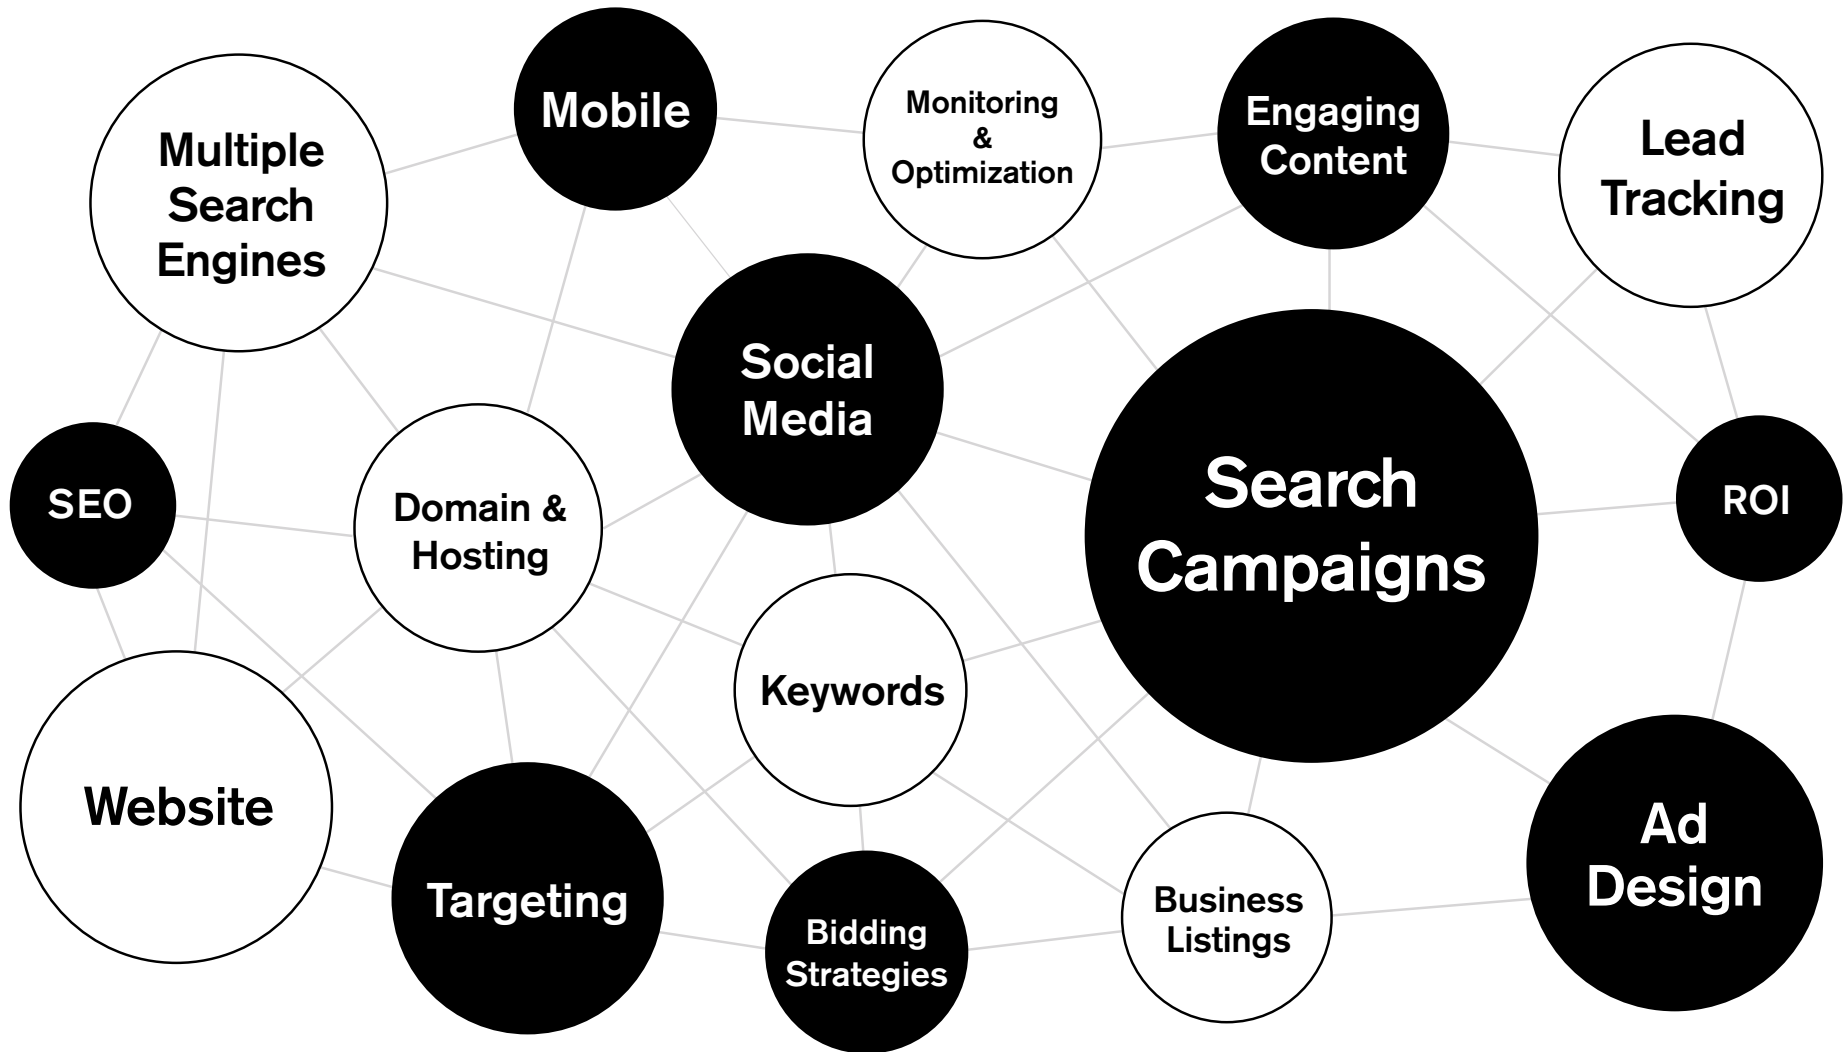 Multiple
Search
Engines
Mobile
Monitoring
&
Optimization
Engaging
Content
Lead
Tracking
Social
Media
SEO
Domain &
Hosting
Search
Campaigns
ROI
Keywords
Website
Targeting
Bidding
Strategies
Business
Listings
Ad
Design